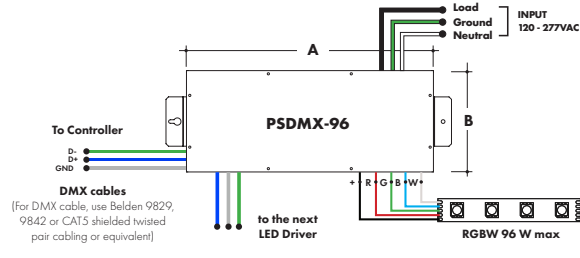 Load
Ground
Neutral
INPUT
120 - 277VAC
A
B
PSDMX-96
To Controller
D-
D+
GND
DMX cables
(For DMX cable, use Belden 9829,
9842 or CAT5 shielded twisted
pair cabling or equivalent)
to the next
LED Driver
+ R G B W
RGBW 96 W max